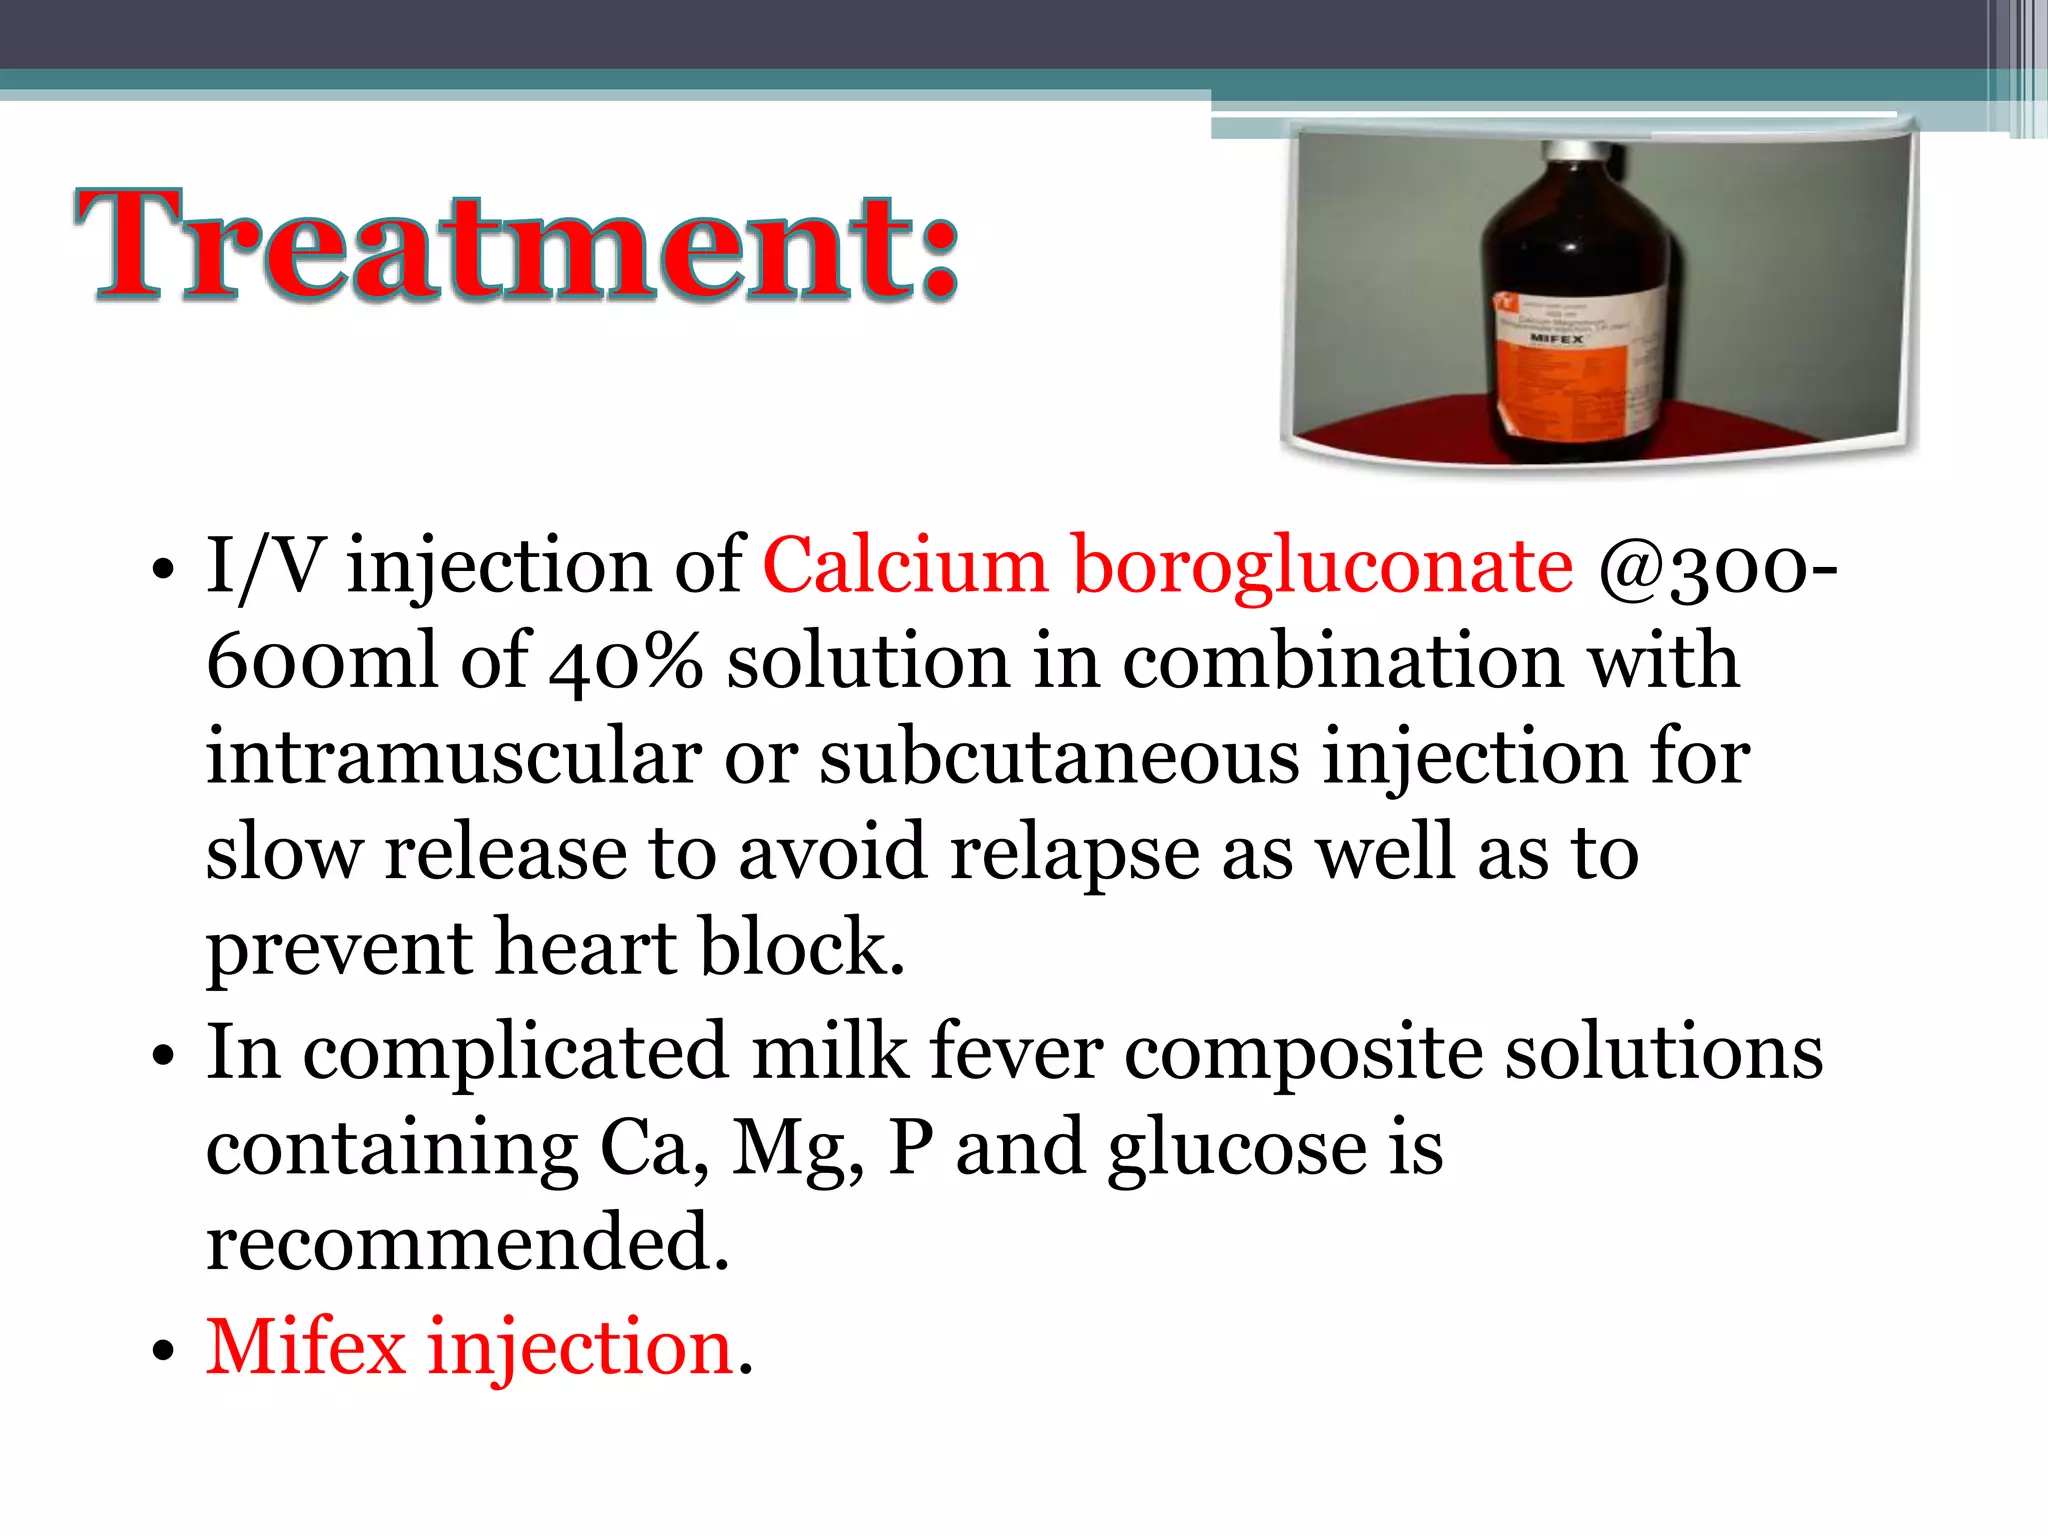 Treatment:
Calcium Magnesium
MIFEX
• I/V injection of Calcium borogluconate @300-
600ml of 40% solution in combination with
intramuscular or subcutaneous injection for
slow release to avoid relapse as well as to
prevent heart block.
• In complicated milk fever composite solutions
containing Ca, Mg, P and glucose is
recommended.
• Mifex injection.